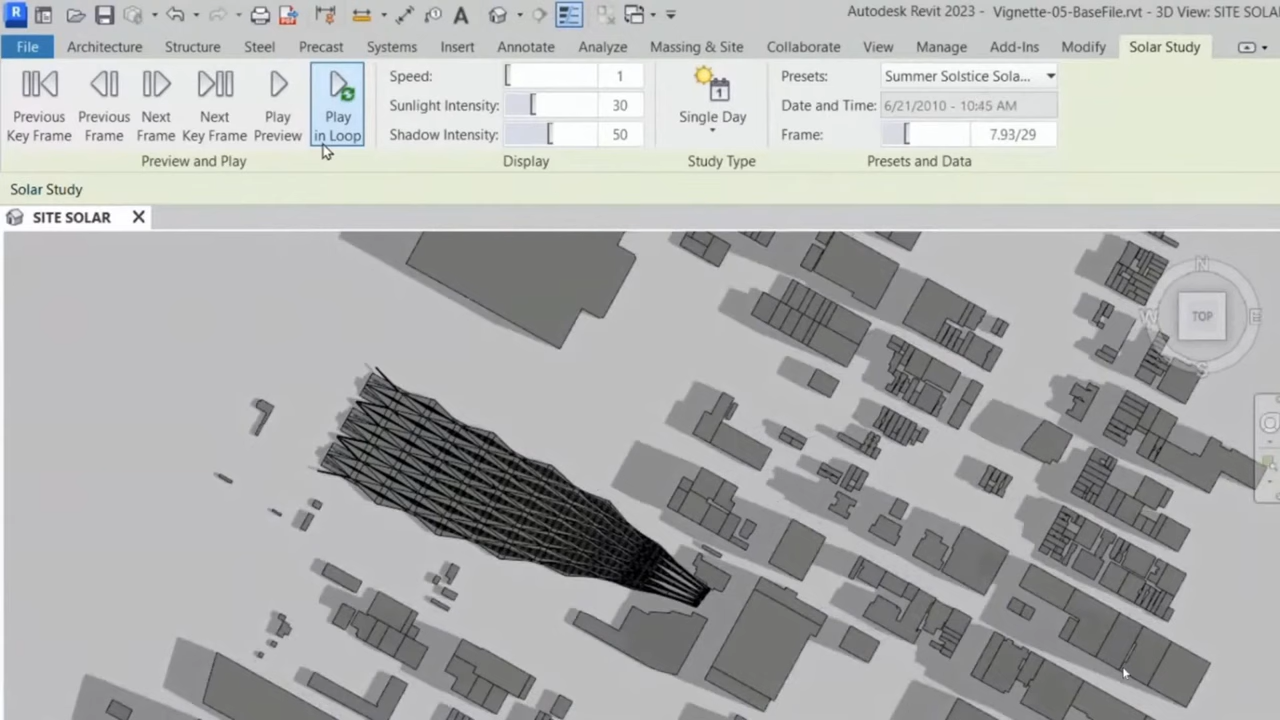 R
A
Autodesk Revit 2023 - Vignette-05-BaseFile.rvt - 3D View: SITE SOLAR
File Architecture Structure Steel Precast Systems Insert Annotate Analyze Massing & Site Collaborate View Manage Add-Ins Modify Solar Study
Previous Key Frame
Previous Frame
Next Frame
Next Key Frame
Play Preview
Play in Loop
Preview and Play
Speed: 1
Sunlight Intensity: 30
Shadow Intensity: 50
Display
1
Single Day
Study Type
Presets: Summer Solstice Sola...
Date and Time: 6/21/2010 - 10:45 AM
Frame: 7.93/29
Presets and Data
Solar Study
SITE SOLAR
N
W
TOP
E
S